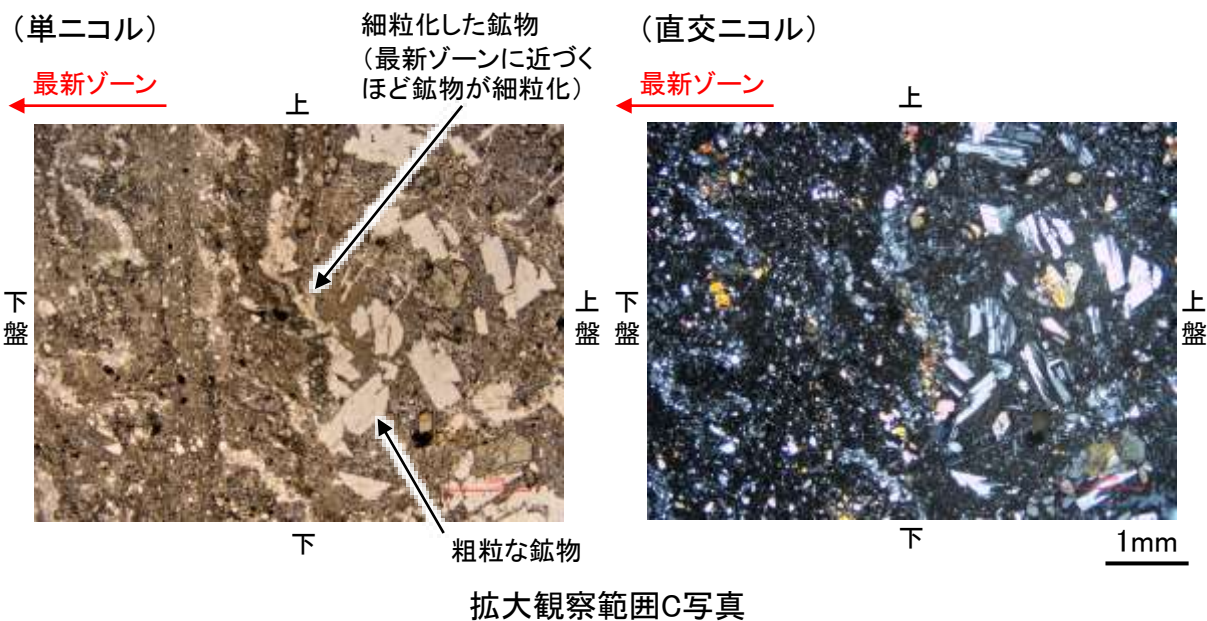 (単ニコル)
細粒化した鉱物
(最新ゾーンに近づく
ほど鉱物が細粒化)
(直交ニコル)
最新ゾーン
最新ゾーン
上
上
下盤
上盤
下盤
上盤
下
粗粒な鉱物
下
1mm
拡大観察範囲C写真